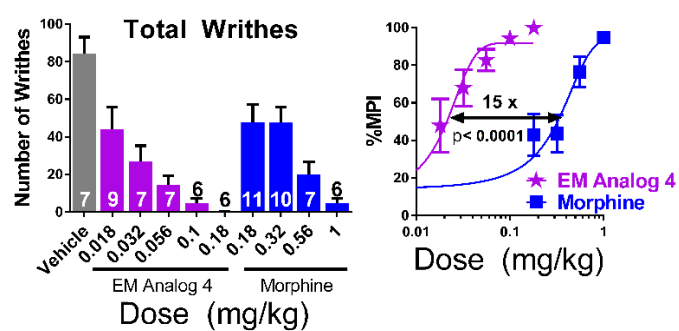 Total Writhes
Number of Writhes
100
80
60
40
20
0
7
9
7
7
6
6
11
10
7
6
Vehicle
0.018
0.032
0.056
0.1
0.18
0.18
0.32
0.56
1
EM Analog 4
Morphine
Dose (mg/kg)
%MPI
100
80
60
40
20
0
15 x
p< 0.0001
EM Analog 4
Morphine
0.01
0.1
1
Dose (mg/kg)